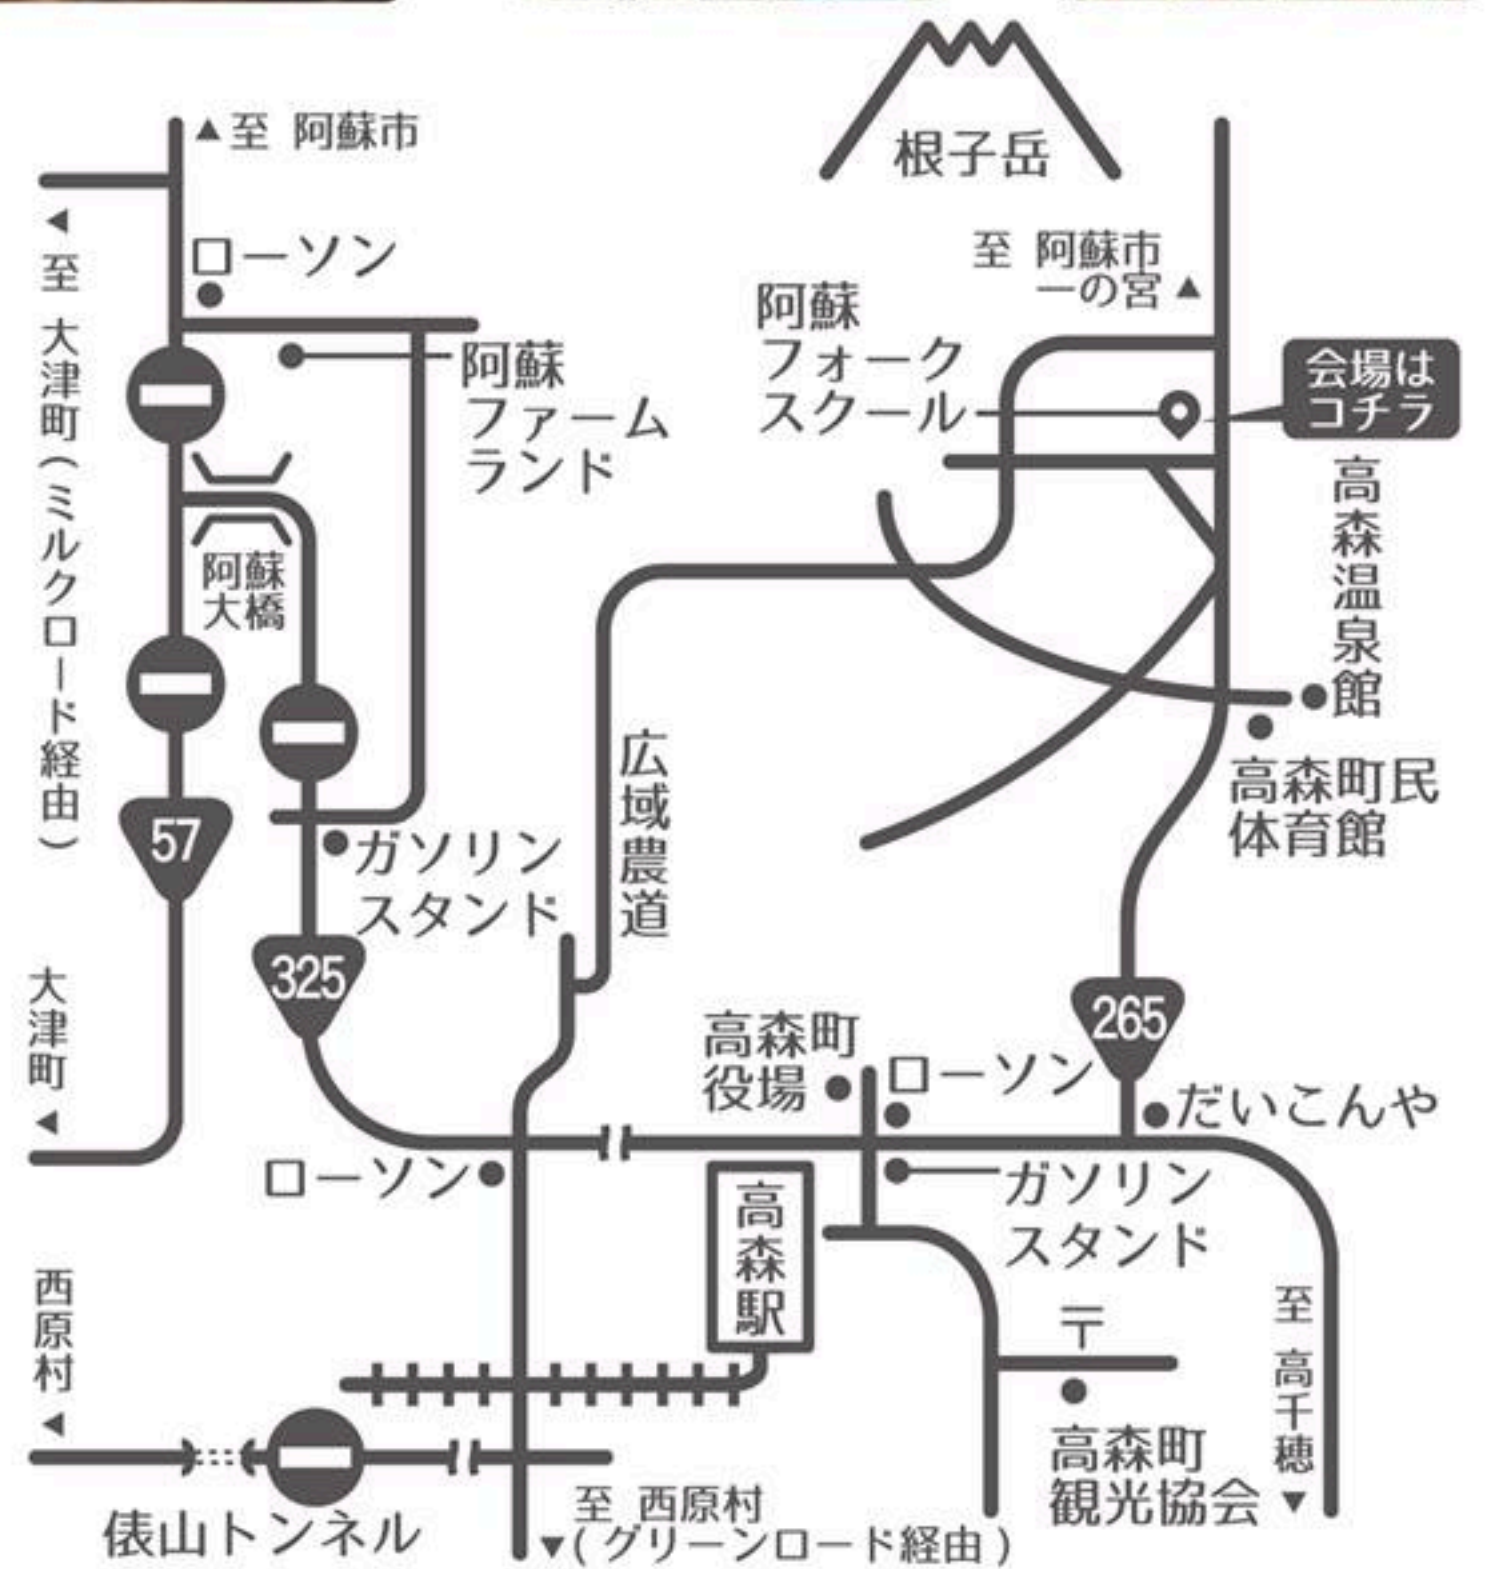 根子岳
▲至 阿蘇市
▲至 大津町(ミルクロード経由)
ローソン
至 阿蘇市
一の宮▲
阿蘇
フォーク
スクール
会場は
コチラ
阿蘇
ファーム
ランド
高森温泉館
阿蘇
大橋
広域農道
高森町民
体育館
57
ガソリン
スタンド
325
大津町◀
265
高森町
役場
ローソン
だいこんや
ローソン
ガソリン
スタンド
高森駅
西原村◀
〒
至 高千穂▼
高森町
観光協会
俵山トンネル
至 西原村
▼(グリーンロード経由)